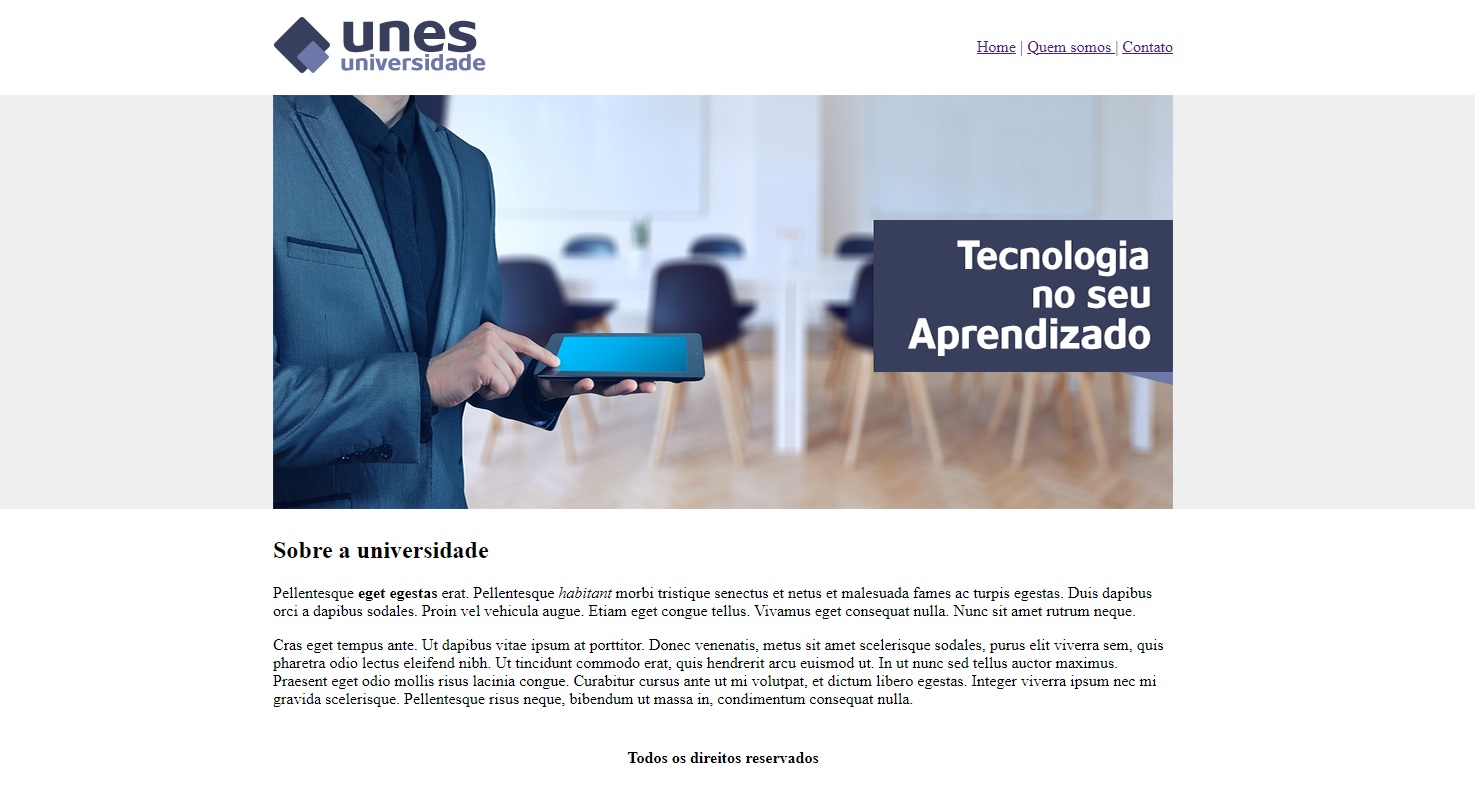 unes
universidade
Home | Quem somos | Contato
Tecnologia
no seu
Aprendizado
Sobre a universidade
Pellentesque eget egestas erat. Pellentesque habitant morbi tristique senectus et netus et malesuada fames ac turpis egestas. Duis dapibus
orci a dapibus sodales. Proin vel vehicula augue. Etiam eget congue tellus. Vivamus eget consequat nulla. Nunc sit amet rutrum neque.
Cras eget tempus ante. Ut dapibus vitae ipsum at porttitor. Donec venenatis, metus sit amet scelerisque sodales, purus elit viverra sem, quis
pharetra odio lectus eleifend nibh. Ut tincidunt commodo erat, quis hendrerit arcu euismod ut. In ut nunc sed tellus auctor maximus.
Praesent eget odio mollis risus lacinia congue. Curabitur cursus ante ut mi volutpat, et dictum libero egestas. Integer viverra ipsum nec mi
gravida scelerisque. Pellentesque risus neque, bibendum ut massa in, condimentum consequat nulla.
Todos os direitos reservados